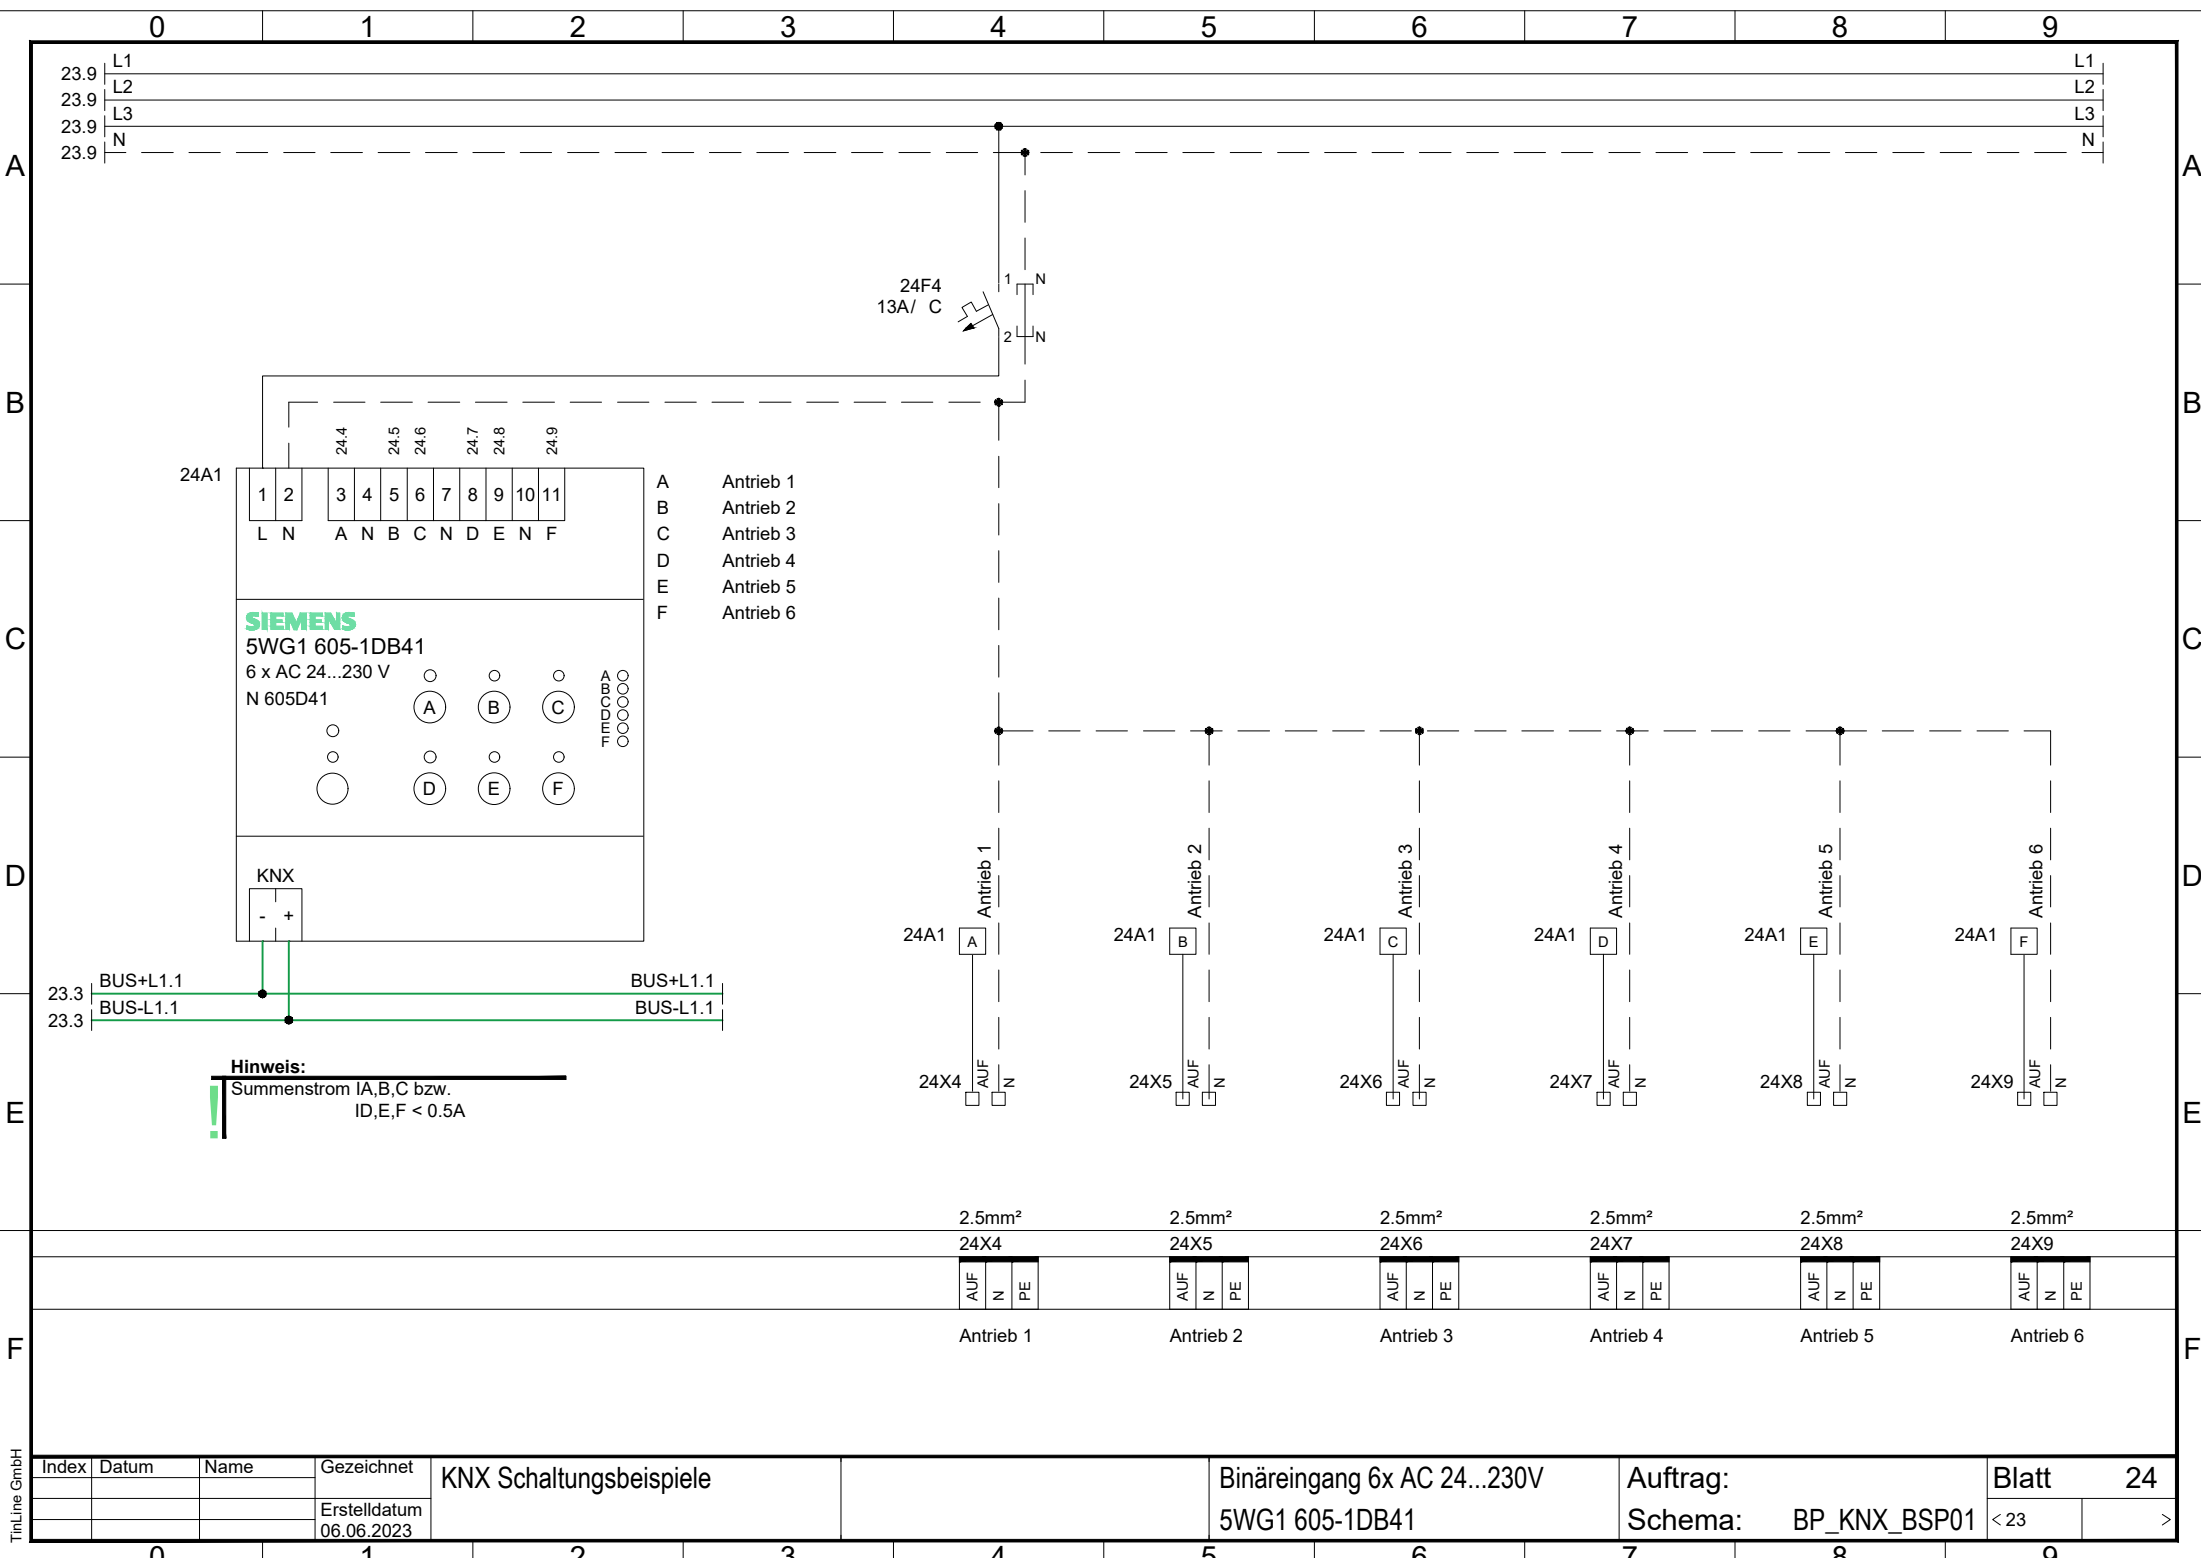 0 1 2 3 4 5 6 7 8 9
23.9 L1 L1
23.9 L2 L2
23.9 L3 L3
23.9 N N
A A
24F4 1 N
13A/ C
2 N
B B
24.4 24.5 24.6 24.7 24.8 24.9
24A1
1 2 3 4 5 6 7 8 9 10 11
L N A N B C N D E N F
A Antrieb 1
B Antrieb 2
C Antrieb 3
D Antrieb 4
E Antrieb 5
F Antrieb 6
SIEMENS
5WG1 605-1DB41
6 x AC 24...230 V
N 605D41
A B C
D E F
A
B
C
D
E
F
C C
KNX
- +
D D
Antrieb 1 Antrieb 2 Antrieb 3 Antrieb 4 Antrieb 5 Antrieb 6
24A1 A 24A1 B 24A1 C 24A1 D 24A1 E 24A1 F
23.3 BUS+L1.1 BUS+L1.1
23.3 BUS-L1.1 BUS-L1.1
Hinweis:
! Summenstrom IA,B,C bzw.
ID,E,F < 0.5A
24X4 AUF N 24X5 AUF N 24X6 AUF N 24X7 AUF N 24X8 AUF N 24X9 AUF N
E E
2.5mm² 2.5mm² 2.5mm² 2.5mm² 2.5mm² 2.5mm²
24X4 24X5 24X6 24X7 24X8 24X9
AUF N PE AUF N PE AUF N PE AUF N PE AUF N PE AUF N PE
Antrieb 1 Antrieb 2 Antrieb 3 Antrieb 4 Antrieb 5 Antrieb 6
F F
TinLine GmbH
Index Datum Name Gezeichnet
Erstelldatum
06.06.2023
KNX Schaltungsbeispiele
Binäreingang 6x AC 24...230V
5WG1 605-1DB41
Auftrag:
Schema: BP_KNX_BSP01
Blatt 24
< 23 >
0 1 2 3 4 5 6 7 8 9